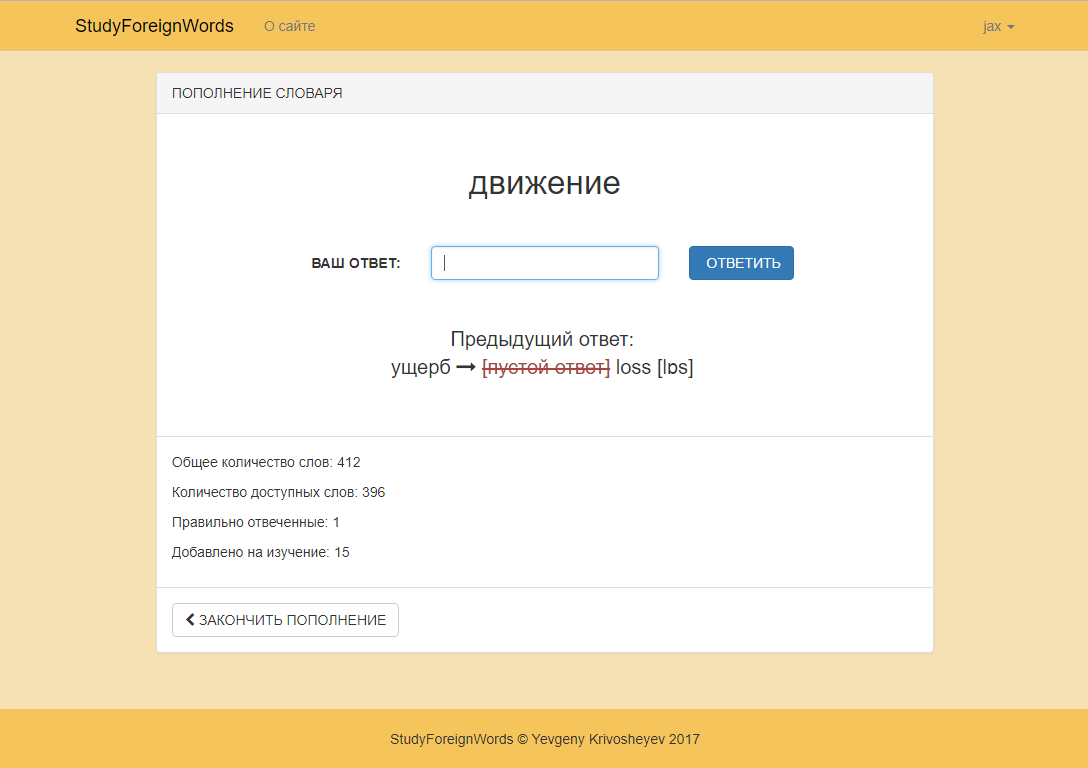 StudyForeignWords О сайте jax
ПОПОЛНЕНИЕ СЛОВАРЯ
движение
ВАШ ОТВЕТ: ОТВЕТИТЬ
Предыдущий ответ:
ущерб → [пустой ответ] loss [lɒs]
Общее количество слов: 412
Количество доступных слов: 396
Правильно отвеченные: 1
Добавлено на изучение: 15
ЗАКОНЧИТЬ ПОПОЛНЕНИЕ
StudyForeignWords © Yevgeny Krivosheyev 2017